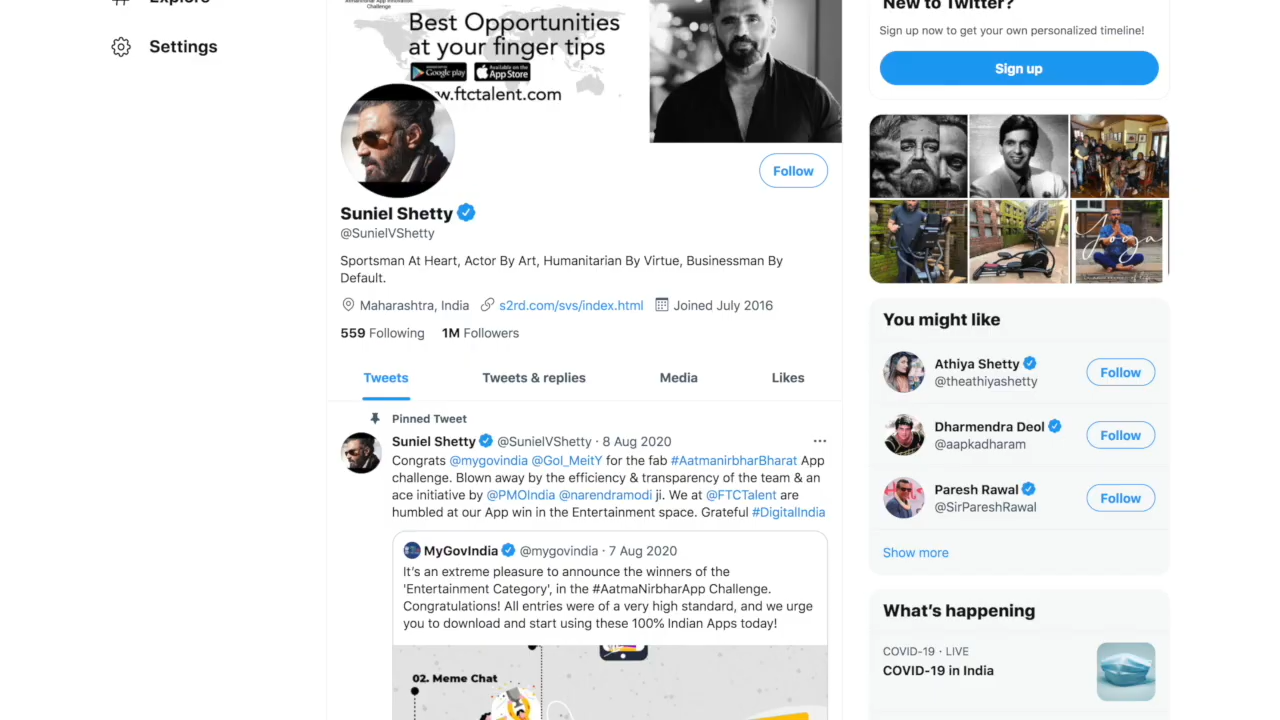 Explore
Settings
Challenge
Best Opportunities
at your finger tips
Google play
Available on the
App Store
w.ftctalent.com
Follow
Suniel Shetty
@SunielVShetty
Sportsman At Heart, Actor By Art, Humanitarian By Virtue, Businessman By
Default.
Maharashtra, India s2rd.com/svs/index.html Joined July 2016
559 Following 1M Followers
Tweets Tweets & replies Media Likes
Pinned Tweet
Suniel Shetty @SunielVShetty · 8 Aug 2020
Congrats @mygovindia @GoI_MeitY for the fab #AatmanirbharBharat App
challenge. Blown away by the efficiency & transparency of the team & an
ace initiative by @PMOIndia @narendramodi ji. We at @FTCTalent are
humbled at our App win in the Entertainment space. Grateful #DigitalIndia
MyGovIndia @mygovindia · 7 Aug 2020
It's an extreme pleasure to announce the winners of the
'Entertainment Category', in the #AatmaNirbharApp Challenge.
Congratulations! All entries were of a very high standard, and we urge
you to download and start using these 100% Indian Apps today!
02. Meme Chat
New to Twitter?
Sign up now to get your own personalized timeline!
Sign up
Yoga
You might like
Athiya Shetty
@theathiyashetty
Follow
Dharmendra Deol
@aapkadharam
Follow
Paresh Rawal
@SirPareshRawal
Follow
Show more
What's happening
COVID-19 · LIVE
COVID-19 in India